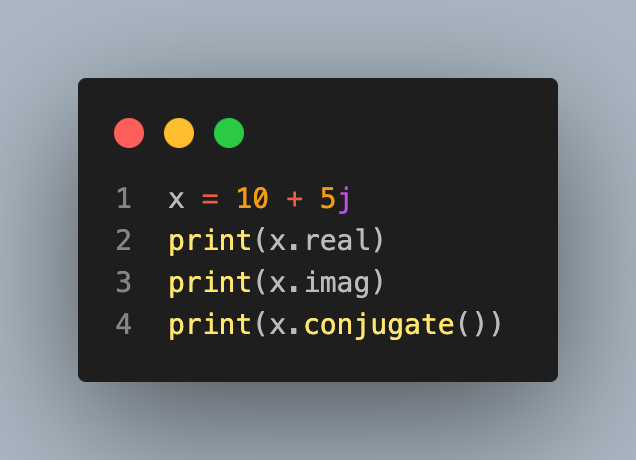 1 x = 10 + 5j
2 print(x.real)
3 print(x.imag)
4 print(x.conjugate())